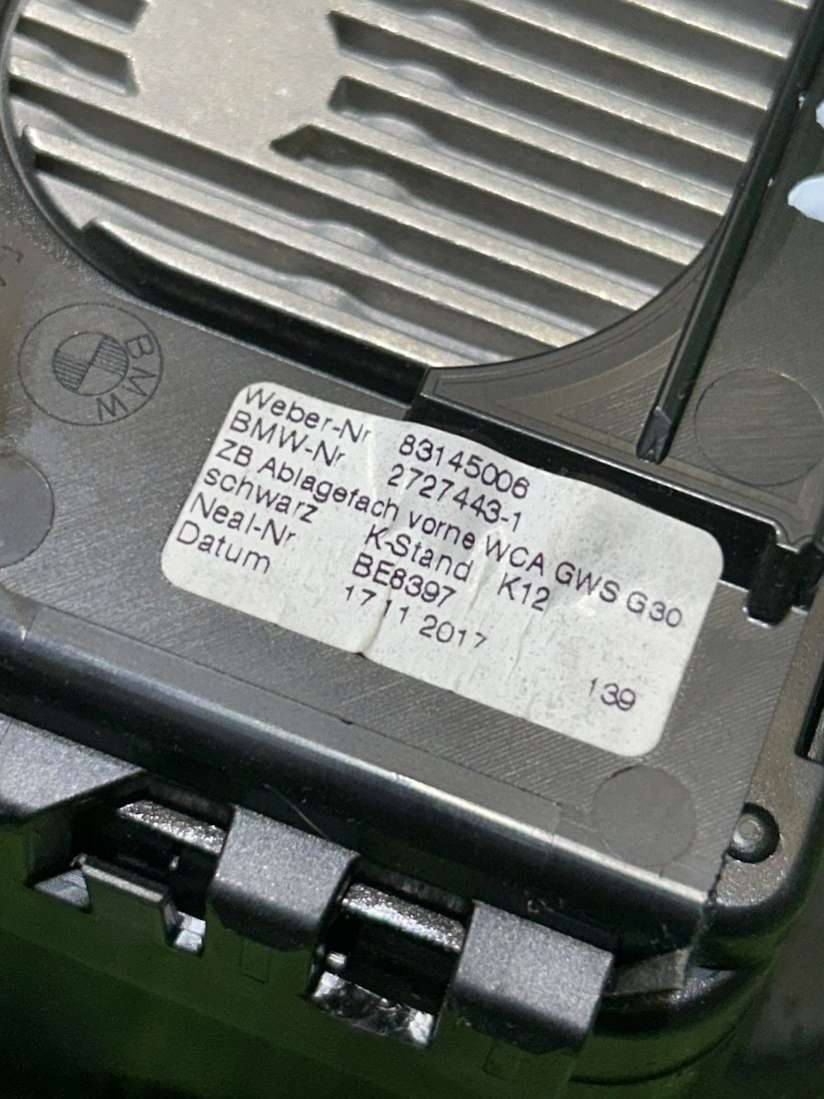 BMW
Weber-Nr 83145006
BMW-Nr 2727443-1
ZB Ablagefach vorne WCA GWS G30
schwarz K-Stand K12
Neal-Nr BE8397
Datum 17 11 2017
139